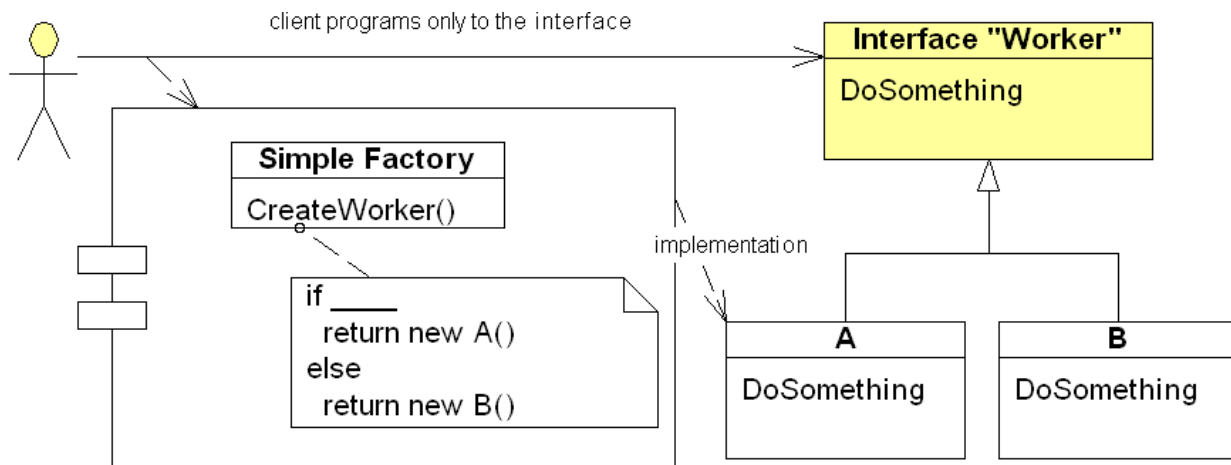 client programs only to the interface
Interface "Worker"
DoSomething
Simple Factory
CreateWorker()
implementation
if ____
return new A()
else
return new B()
A
DoSomething
B
DoSomething